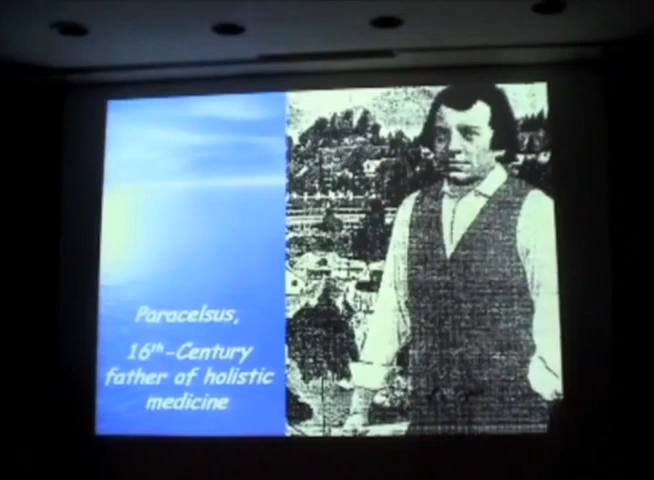 Paracelsus,
16th-Century
father of holistic
medicine